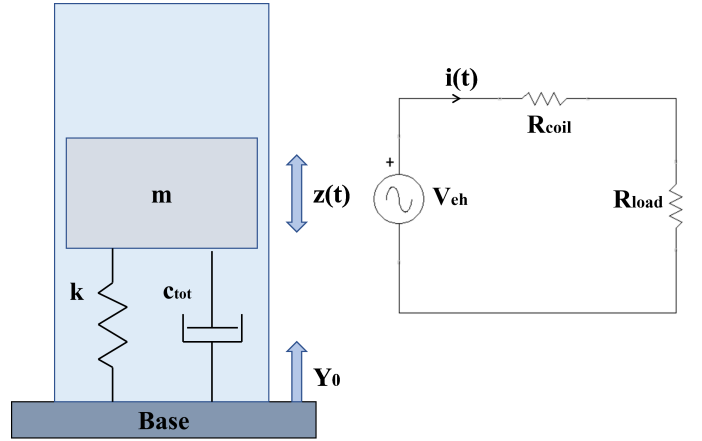 m
z(t)
k
ctot
Y0
Base
i(t)
Rcoil
+
Veh
Rload